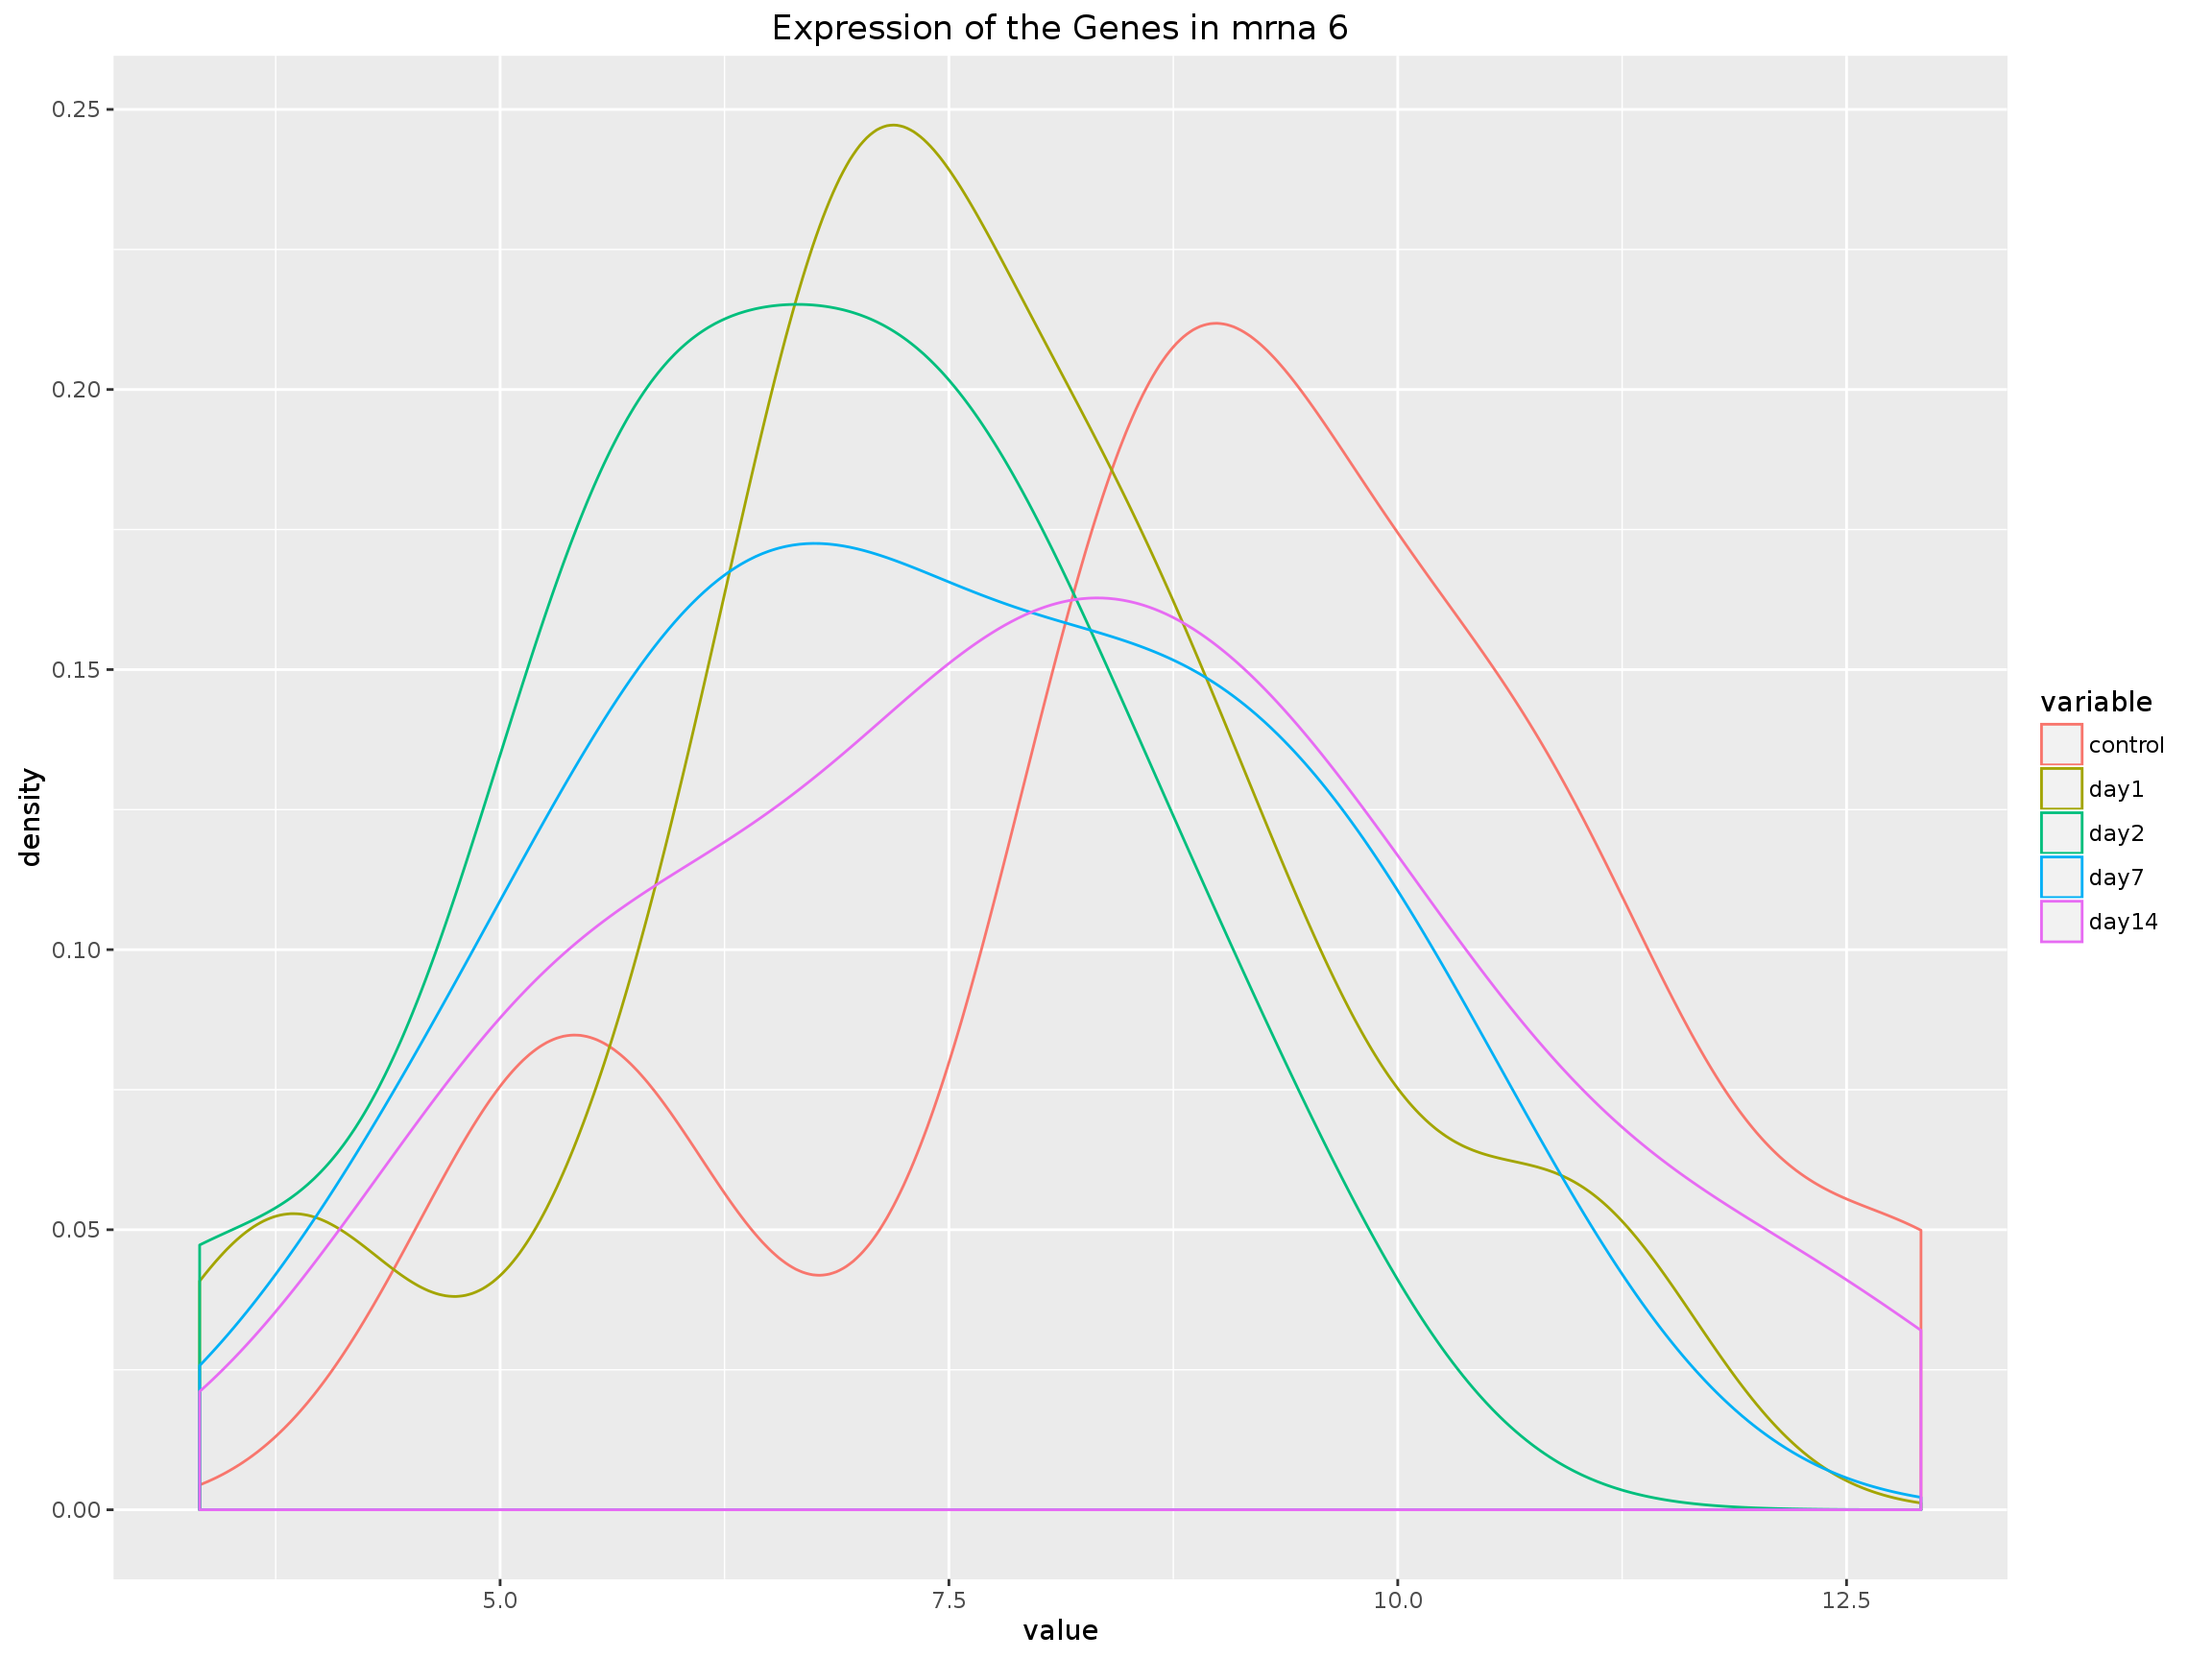 Expression of the Genes in mrna 6
0.25
0.20
0.15
0.10
0.05
0.00
density
5.0 7.5 10.0 12.5
value
variable
control
day1
day2
day7
day14